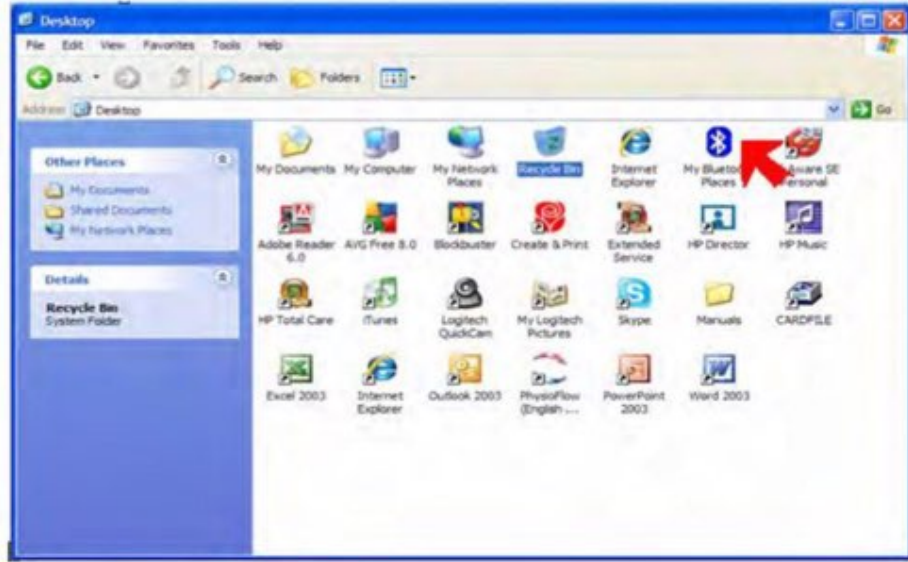 Desktop
File Edit View Favorites Tools Help
Back Search Folders
Address Desktop Go
Other Places
My Documents
Shared Documents
My Network Places
Details
Recycle Bin
System Folder
My Documents My Computer My Network Recycle Bin Internet My
Places Explorer Places
Adobe Reader AVG Free 8.0 Blockbuster Create & Print Extended HP Director HP Music
6.0 Service
HP Total Care iTunes Logitech My Logitech Skype Manuals CARDFILE
QuickCam Pictures
Excel 2003 Internet Outlook 2003 PhysioFlow PowerPoint Word 2003
Explorer (English ... 2003